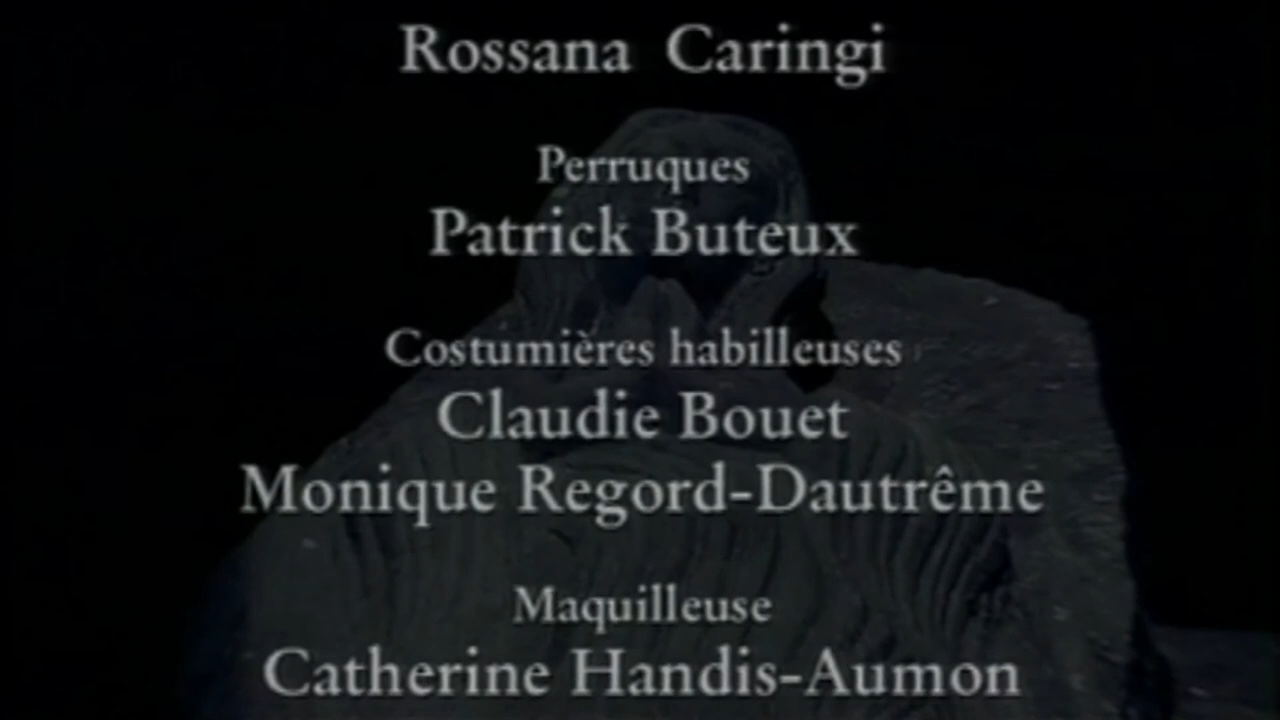 Rossana Caringi
Perruques
Patrick Buteux
Costumières habilleuses
Claudie Bouet
Monique Regord-Dautrême
Maquilleuse
Catherine Handis-Aumon